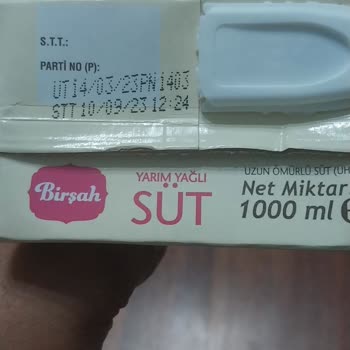 S.T.T.:
PARTİ NO (P):
ÜT14/03/23PN1403
STT10/09/23 12:24
Birşah
YARIM YAĞLI
SÜT
UZUN ÖMÜRLÜ SÜT (UH
Net Miktar
1000 ml e